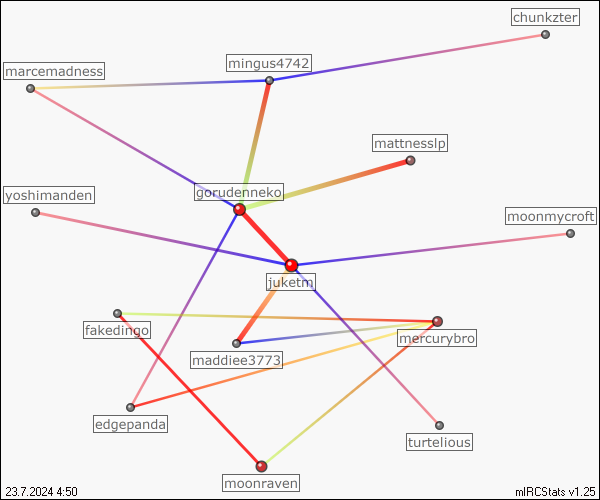 chunkzter
mingus4742
marcemadness
mattnesslp
gorudenneko
yoshimanden
moonmycroft
juketm
fakedingo
mercurybro
maddiee3773
edgepanda
turtelious
moonraven
23.7.2024 4:50
mIRCStats v1.25